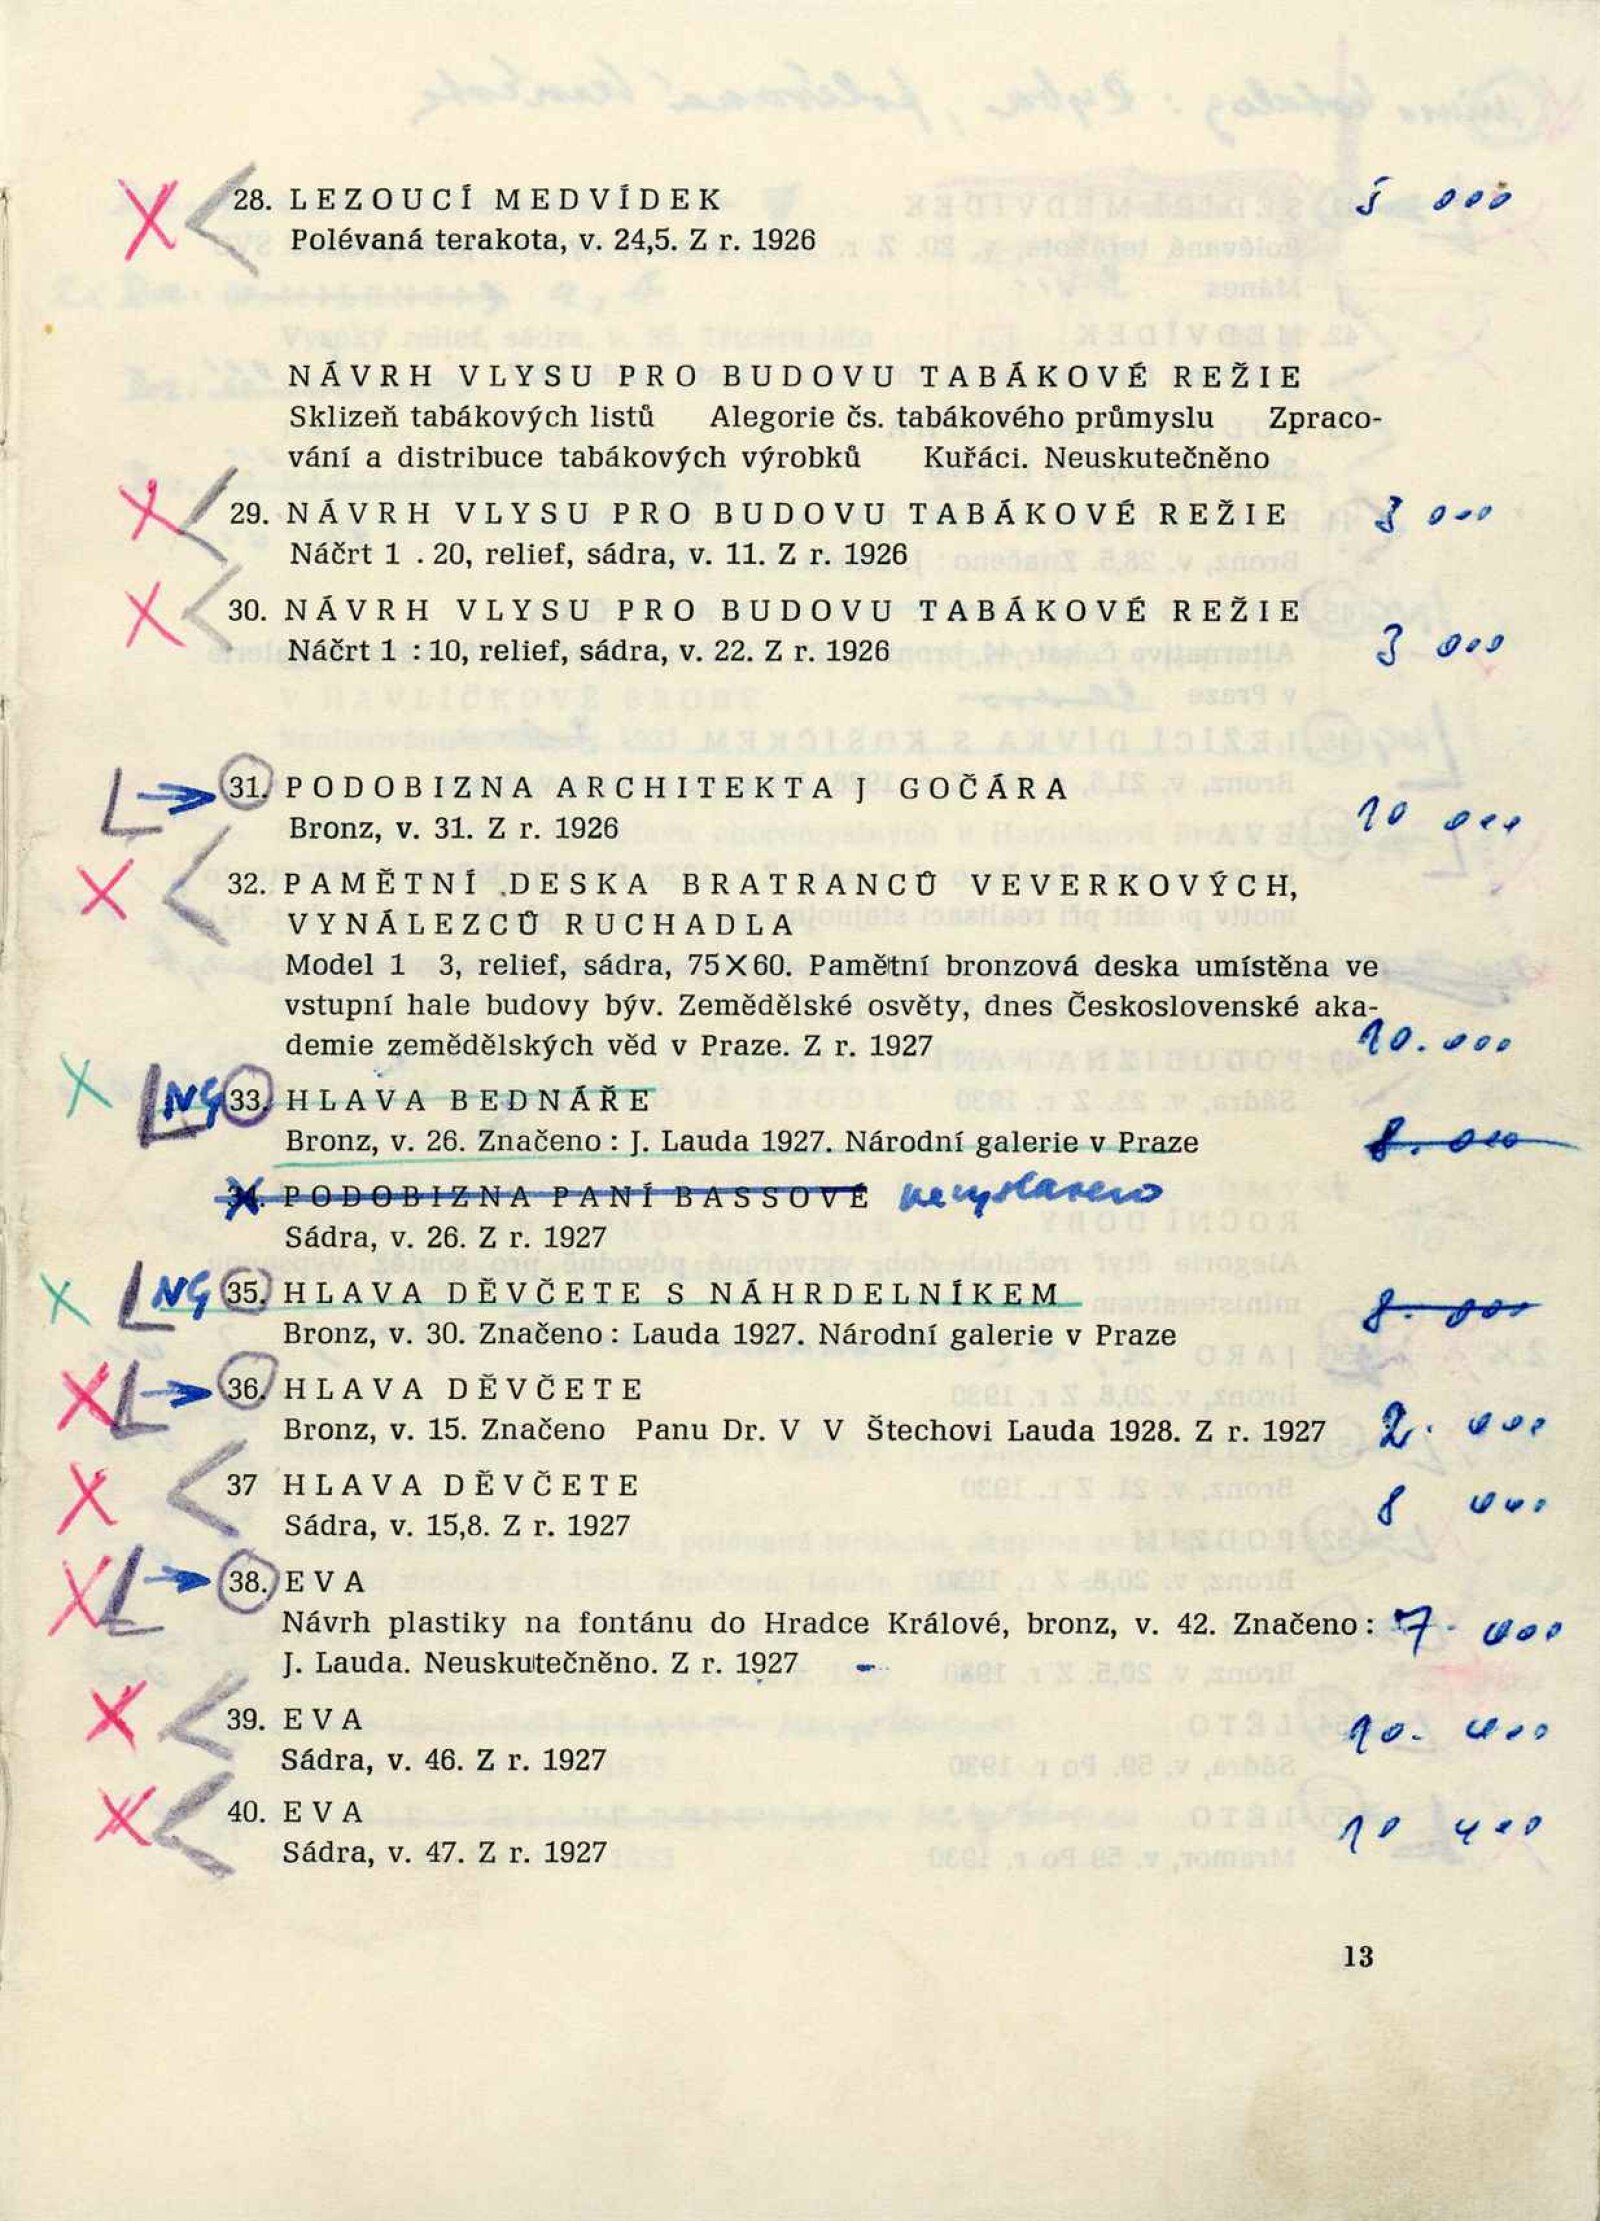 28. LEZOUCÍ MEDVÍDEK 5 000
Polévaná terakota, v. 24,5. Z r. 1926
NÁVRH VLYSU PRO BUDOVU TABÁKOVÉ REŽIE
Sklizeň tabákových listů Alegorie čs. tabákového průmyslu Zpraco-
vání a distribuce tabákových výrobků Kuřáci. Neuskutečněno
29. NÁVRH VLYSU PRO BUDOVU TABÁKOVÉ REŽIE 3 000
Náčrt 1 . 20, relief, sádra, v. 11. Z r. 1926
30. NÁVRH VLYSU PRO BUDOVU TABÁKOVÉ REŽIE
Náčrt 1 : 10, relief, sádra, v. 22. Z r. 1926 3 000
31. PODOBIZNA ARCHITEKTA J GOČÁRA
Bronz, v. 31. Z r. 1926 10 000
32. PAMĚTNÍ DESKA BRATRANCŮ VEVERKOVÝCH,
VYNÁLEZCŮ RUCHADLA
Model 1 3, relief, sádra, 75X60. Pamětní bronzová deska umístěna ve
vstupní hale budovy býv. Zemědělské osvěty, dnes Československé aka-
demie zemědělských věd v Praze. Z r. 1927 10.000
NG 33. HLAVA BEDNÁŘE
Bronz, v. 26. Značeno : J. Lauda 1927. Národní galerie v Praze 8.000
34. PODOBIZNA PANÍ BASSOVÉ nevystaveno
Sádra, v. 26. Z r. 1927
NG 35. HLAVA DĚVČETE S NÁHRDELNÍKEM 8.000
Bronz, v. 30. Značeno : Lauda 1927. Národní galerie v Praze
36. HLAVA DĚVČETE
Bronz, v. 15. Značeno Panu Dr. V V Štechovi Lauda 1928. Z r. 1927 2.000
37 HLAVA DĚVČETE 8 000
Sádra, v. 15,8. Z r. 1927
38. EVA
Návrh plastiky na fontánu do Hradce Králové, bronz, v. 42. Značeno : 7.000
J. Lauda. Neuskutečněno. Z r. 1927
39. EVA 10.000
Sádra, v. 46. Z r. 1927
40. EVA 10 000
Sádra, v. 47. Z r. 1927
13